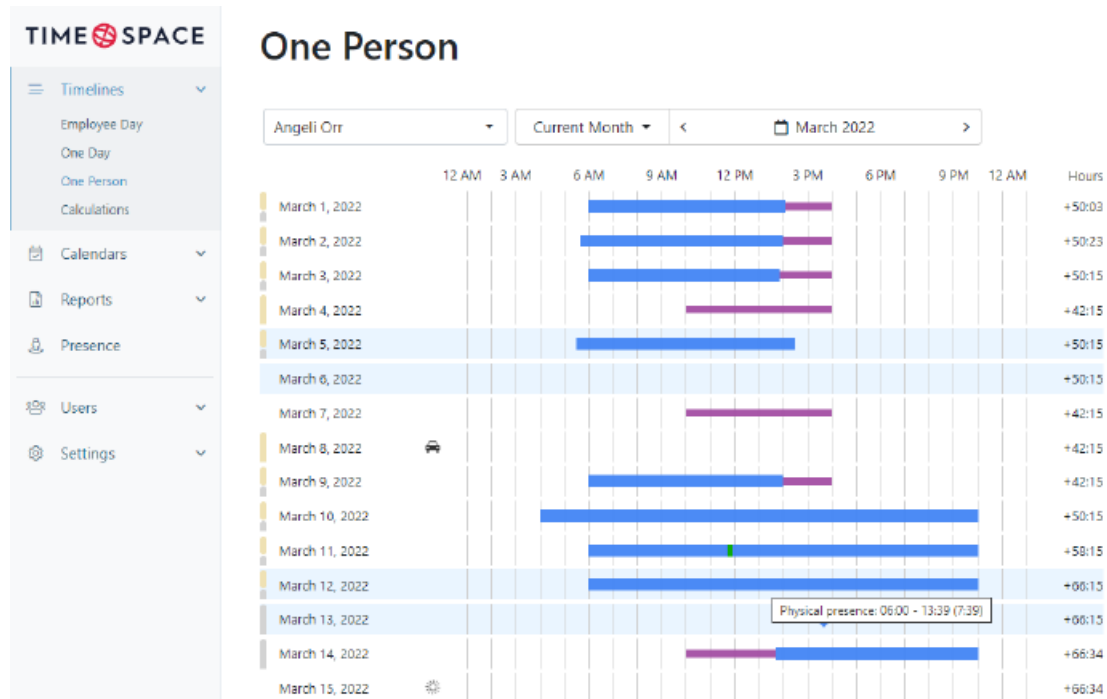 TIME SPACE
One Person
Timelines
Employee Day
One Day
One Person
Calculations
Calendars
Reports
Presence
Users
Settings
Angeli Orr
Current Month
March 2022
12 AM 3 AM 6 AM 9 AM 12 PM 3 PM 6 PM 9 PM 12 AM Hours
March 1, 2022 +50:03
March 2, 2022 +50:23
March 3, 2022 +50:15
March 4, 2022 +42:15
March 5, 2022 +50:15
March 6, 2022 +50:15
March 7, 2022 +42:15
March 8, 2022 +42:15
March 9, 2022 +42:15
March 10, 2022 +50:15
March 11, 2022 +58:15
March 12, 2022 +66:15
Physical presence: 06:00 - 13:39 (7:39)
March 13, 2022 +66:15
March 14, 2022 +66:34
March 15, 2022 +66:34